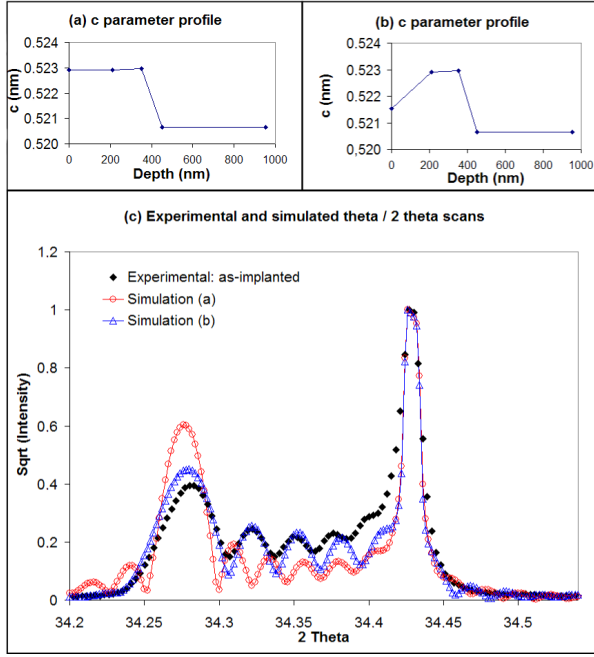 (a) c parameter profile
c (nm)
0.524
0.523
0.522
0.521
0.520
0 200 400 600 800 1000
Depth (nm)
(b) c parameter profile
c (nm)
0.524
0.523
0.522
0.521
0,520
0 200 400 600 800 1000
Depth (nm)
(c) Experimental and simulated theta / 2 theta scans
Sqrt (Intensity)
1.2
1
0.8
0.6
0.4
0.2
0
Experimental: as-implanted
Simulation (a)
Simulation (b)
34.2 34.25 34.3 34.35 34.4 34.45 34.5
2 Theta